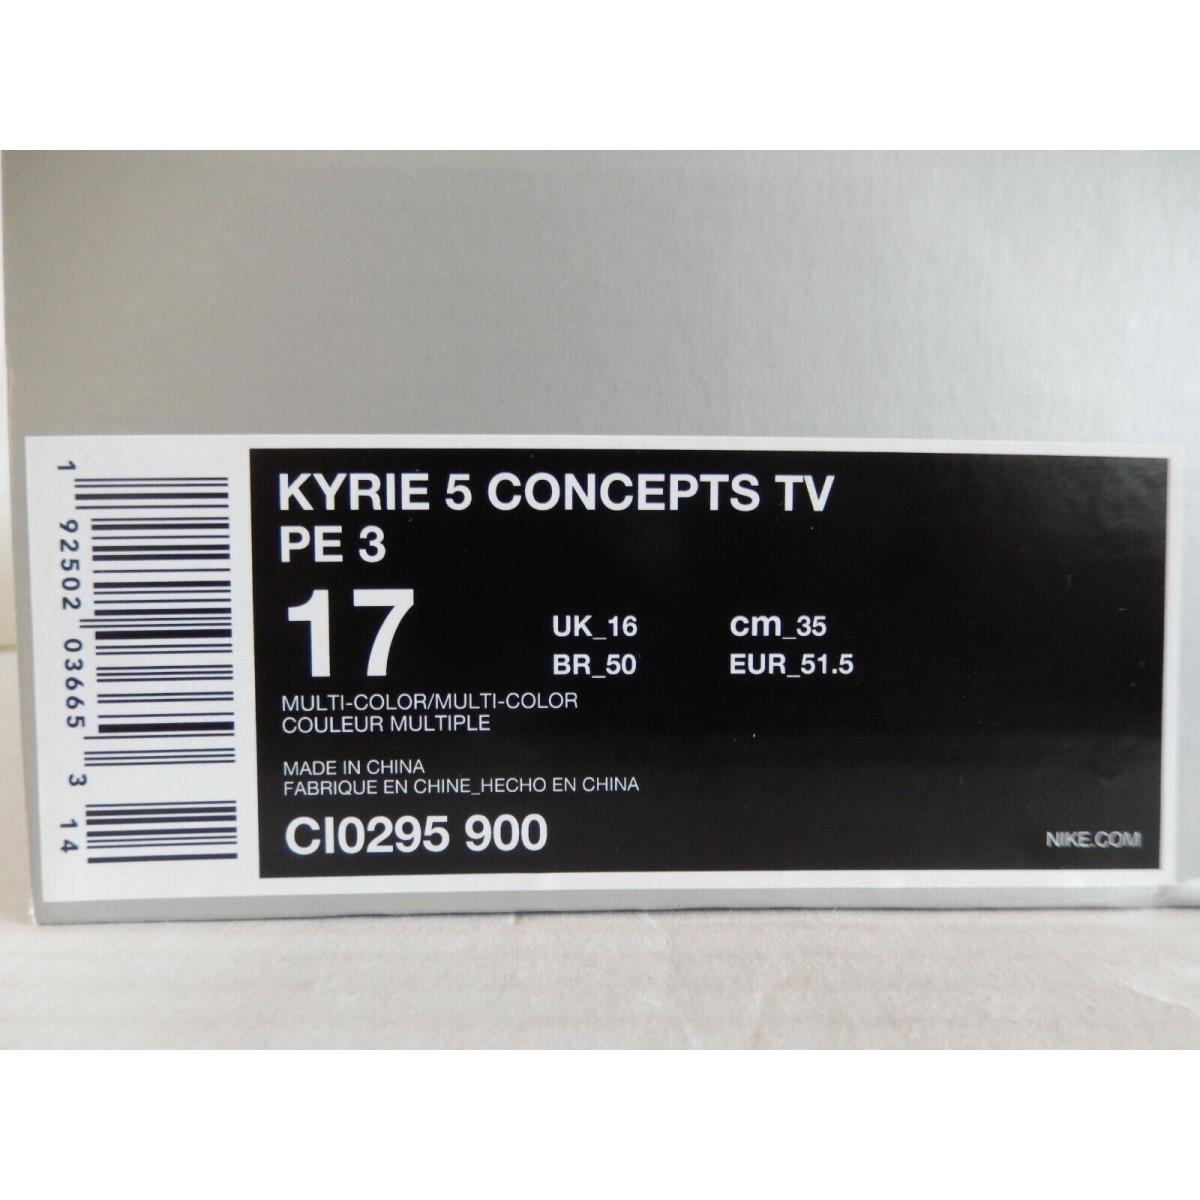 KYRIE 5 CONCEPTS TV
PE 3
17
UK_16 cm_35
BR_50 EUR_51.5
MULTI-COLOR/MULTI-COLOR
COULEUR MULTIPLE
MADE IN CHINA
FABRIQUE EN CHINE_HECHO EN CHINA
CI0295 900
NIKE.COM
1 92502 03665 3 14